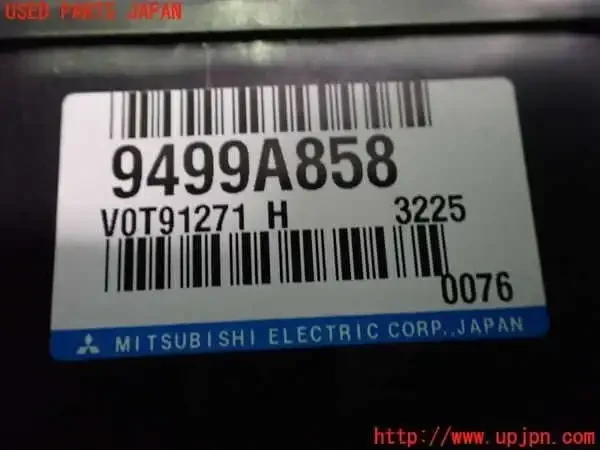 USED PARTS JAPAN
9499A858
V0T91271 H 3225
0076
MITSUBISHI ELECTRIC CORP., JAPAN
http://www.upjpn.com